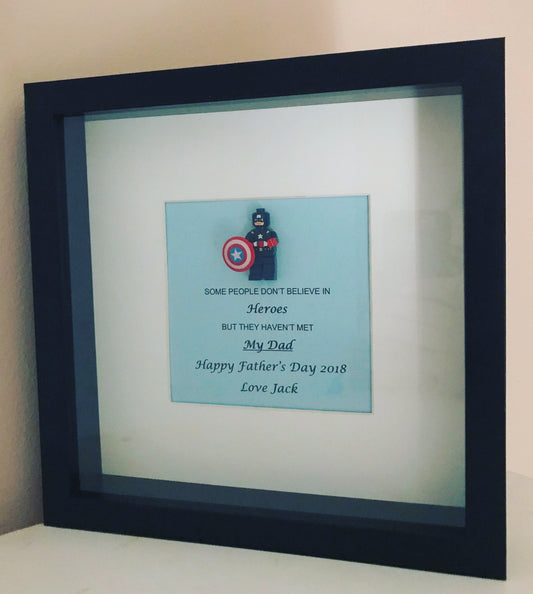 SOME PEOPLE DON'T BELIEVE IN
Heroes
BUT THEY HAVEN'T MET
My Dad
Happy Father's Day 2018
Love Jack